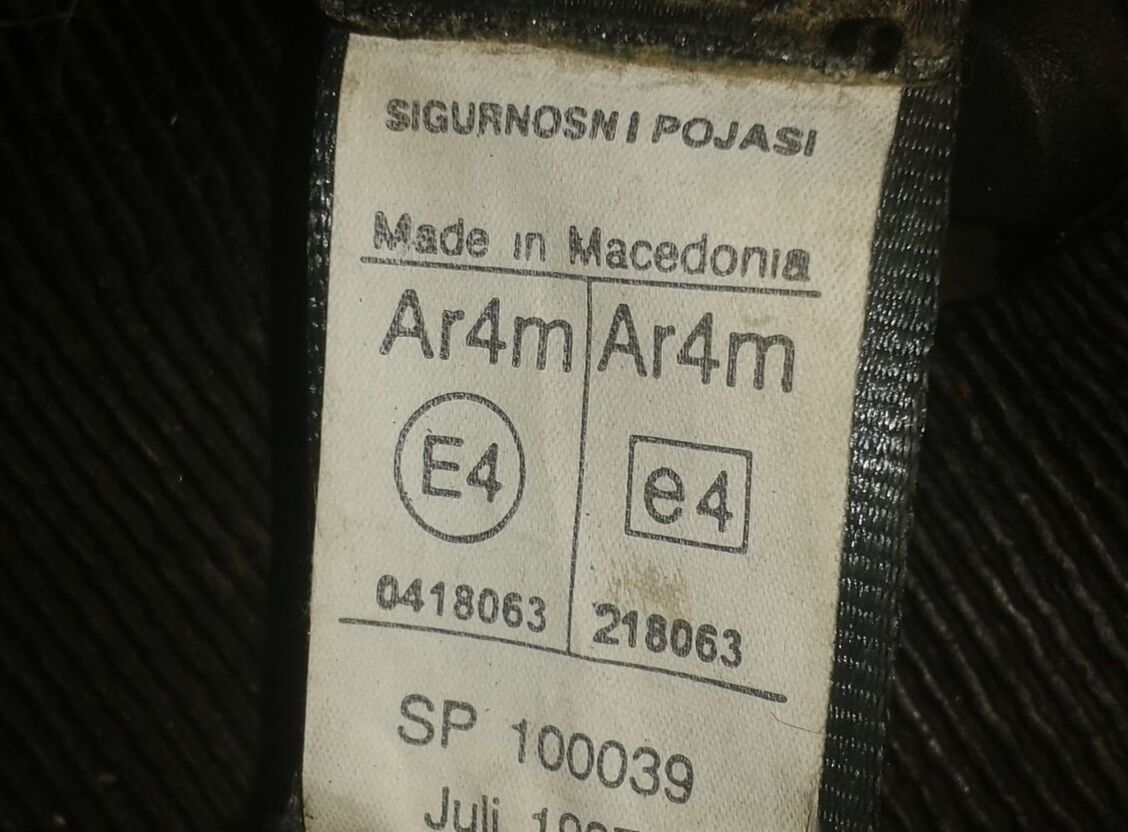 SIGURNOSNI POJASI
Made in Macedonia
Ar4m Ar4m
E4 e4
0418063 218063
SP 100039
Juli